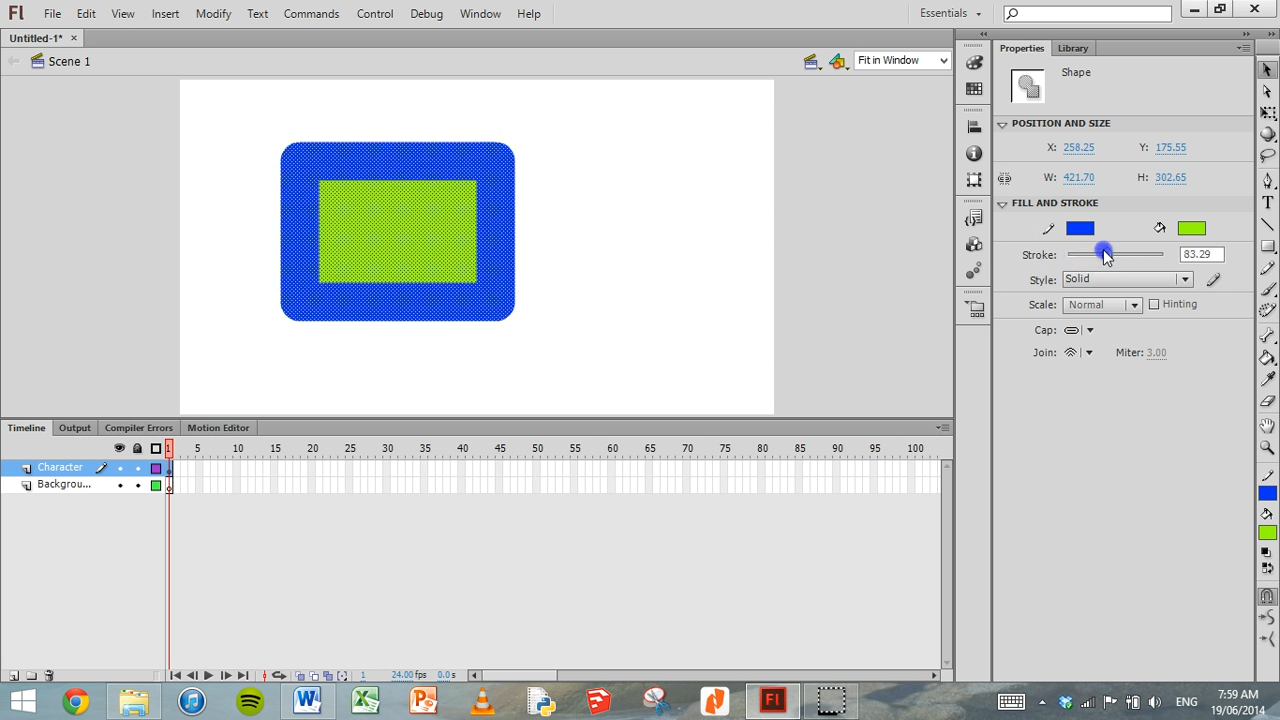 Fl File Edit View Insert Modify Text Commands Control Debug Window Help Essentials
Untitled-1* ×
Scene 1 Fit in Window
Properties Library
Shape
POSITION AND SIZE
X: 258.25 Y: 175.55
W: 421.70 H: 302.65
FILL AND STROKE
Stroke: 83.29
Style: Solid
Scale: Normal Hinting
Cap:
Join: Miter: 3.00
Timeline Output Compiler Errors Motion Editor
1 5 10 15 20 25 30 35 40 45 50 55 60 65 70 75 80 85 90 95 100
Character
Backgrou...
1 24.00 fps 0.0 s
Fl ENG 7:59 AM
19/06/2014